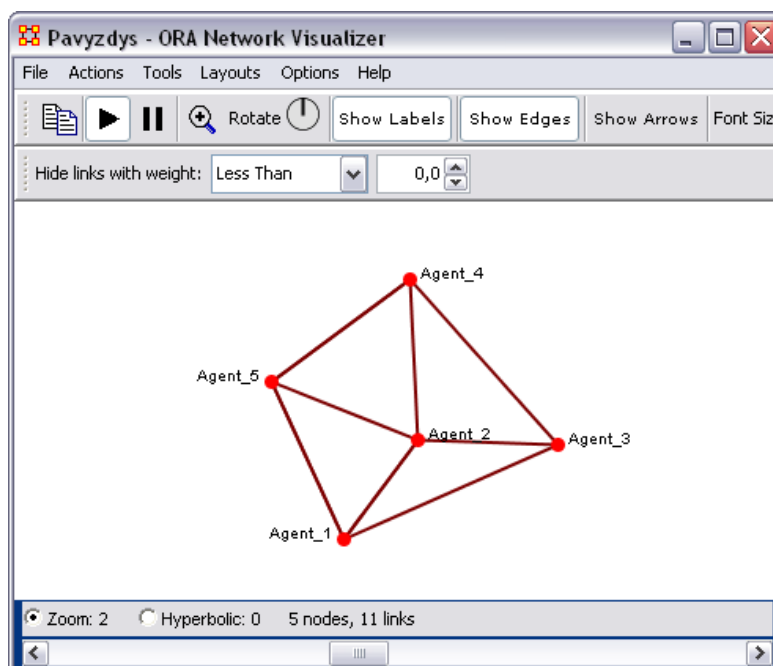 Pavyzdys - ORA Network Visualizer
File Actions Tools Layouts Options Help
Rotate Show Labels Show Edges Show Arrows Font Siz
Hide links with weight: Less Than 0,0
Agent_4
Agent_5
Agent_2
Agent_3
Agent_1
Zoom: 2 Hyperbolic: 0 5 nodes, 11 links